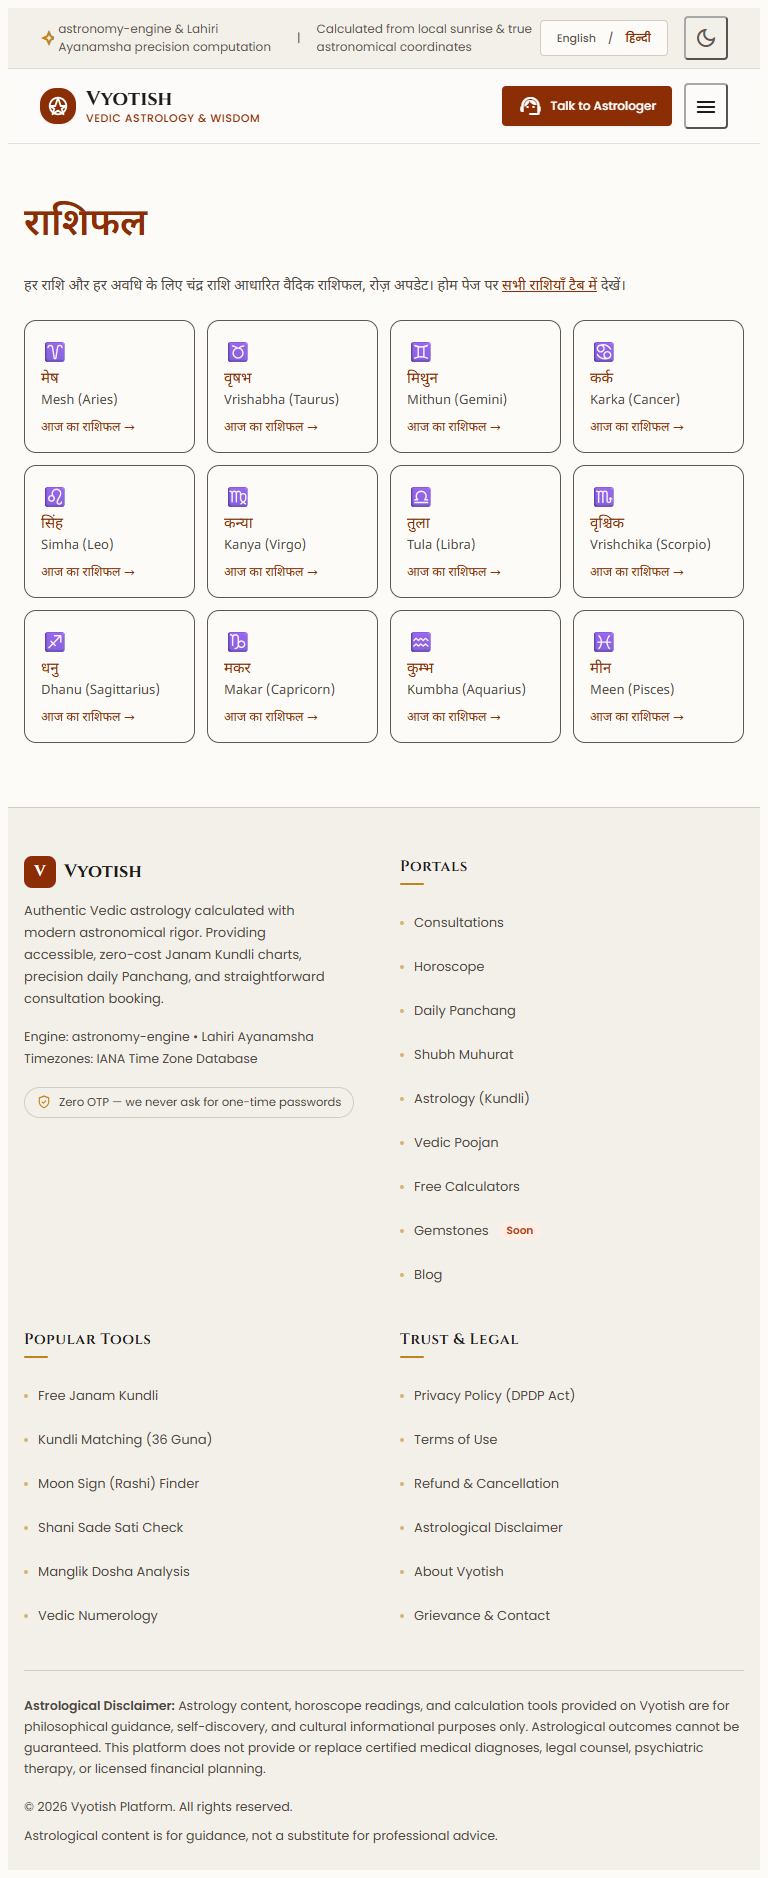 astronomy-engine & Lahiri
Ayanamsha precision computation
|
Calculated from local sunrise & true
astronomical coordinates
English / हिन्दी
Vyotish
VEDIC ASTROLOGY & WISDOM
Talk to Astrologer
राशिफल
हर राशि और हर अवधि के लिए चंद्र राशि आधारित वैदिक राशिफल, रोज़ अपडेट। होम पेज पर सभी राशियाँ टैब में देखें।
♈
मेष
Mesh (Aries)
आज का राशिफल →
♉
वृषभ
Vrishabha (Taurus)
आज का राशिफल →
♊
मिथुन
Mithun (Gemini)
आज का राशिफल →
♋
कर्क
Karka (Cancer)
आज का राशिफल →
♌
सिंह
Simha (Leo)
आज का राशिफल →
♍
कन्या
Kanya (Virgo)
आज का राशिफल →
♎
तुला
Tula (Libra)
आज का राशिफल →
♏
वृश्चिक
Vrishchika (Scorpio)
आज का राशिफल →
♐
धनु
Dhanu (Sagittarius)
आज का राशिफल →
♑
मकर
Makar (Capricorn)
आज का राशिफल →
♒
कुम्भ
Kumbha (Aquarius)
आज का राशिफल →
♓
मीन
Meen (Pisces)
आज का राशिफल →
V Vyotish
Authentic Vedic astrology calculated with
modern astronomical rigor. Providing
accessible, zero-cost Janam Kundli charts,
precision daily Panchang, and straightforward
consultation booking.
Engine: astronomy-engine • Lahiri Ayanamsha
Timezones: IANA Time Zone Database
Zero OTP — we never ask for one-time passwords
Portals
Consultations
Horoscope
Daily Panchang
Shubh Muhurat
Astrology (Kundli)
Vedic Poojan
Free Calculators
Gemstones Soon
Blog
Popular Tools
Free Janam Kundli
Kundli Matching (36 Guna)
Moon Sign (Rashi) Finder
Shani Sade Sati Check
Manglik Dosha Analysis
Vedic Numerology
Trust & Legal
Privacy Policy (DPDP Act)
Terms of Use
Refund & Cancellation
Astrological Disclaimer
About Vyotish
Grievance & Contact
Astrological Disclaimer: Astrology content, horoscope readings, and calculation tools provided on Vyotish are for
philosophical guidance, self-discovery, and cultural informational purposes only. Astrological outcomes cannot be
guaranteed. This platform does not provide or replace certified medical diagnoses, legal counsel, psychiatric
therapy, or licensed financial planning.
© 2026 Vyotish Platform. All rights reserved.
Astrological content is for guidance, not a substitute for professional advice.